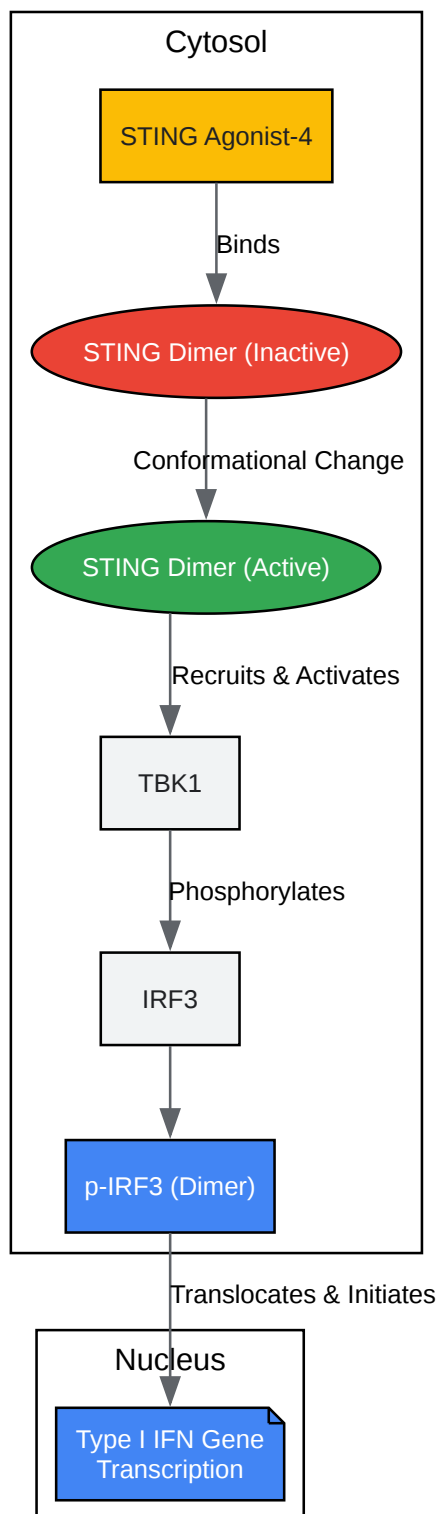 Cytosol
STING Agonist-4
Binds
STING Dimer (Inactive)
Conformational Change
STING Dimer (Active)
Recruits & Activates
TBK1
Phosphorylates
IRF3
p-IRF3 (Dimer)
Translocates & Initiates
Nucleus
Type I IFN Gene
Transcription